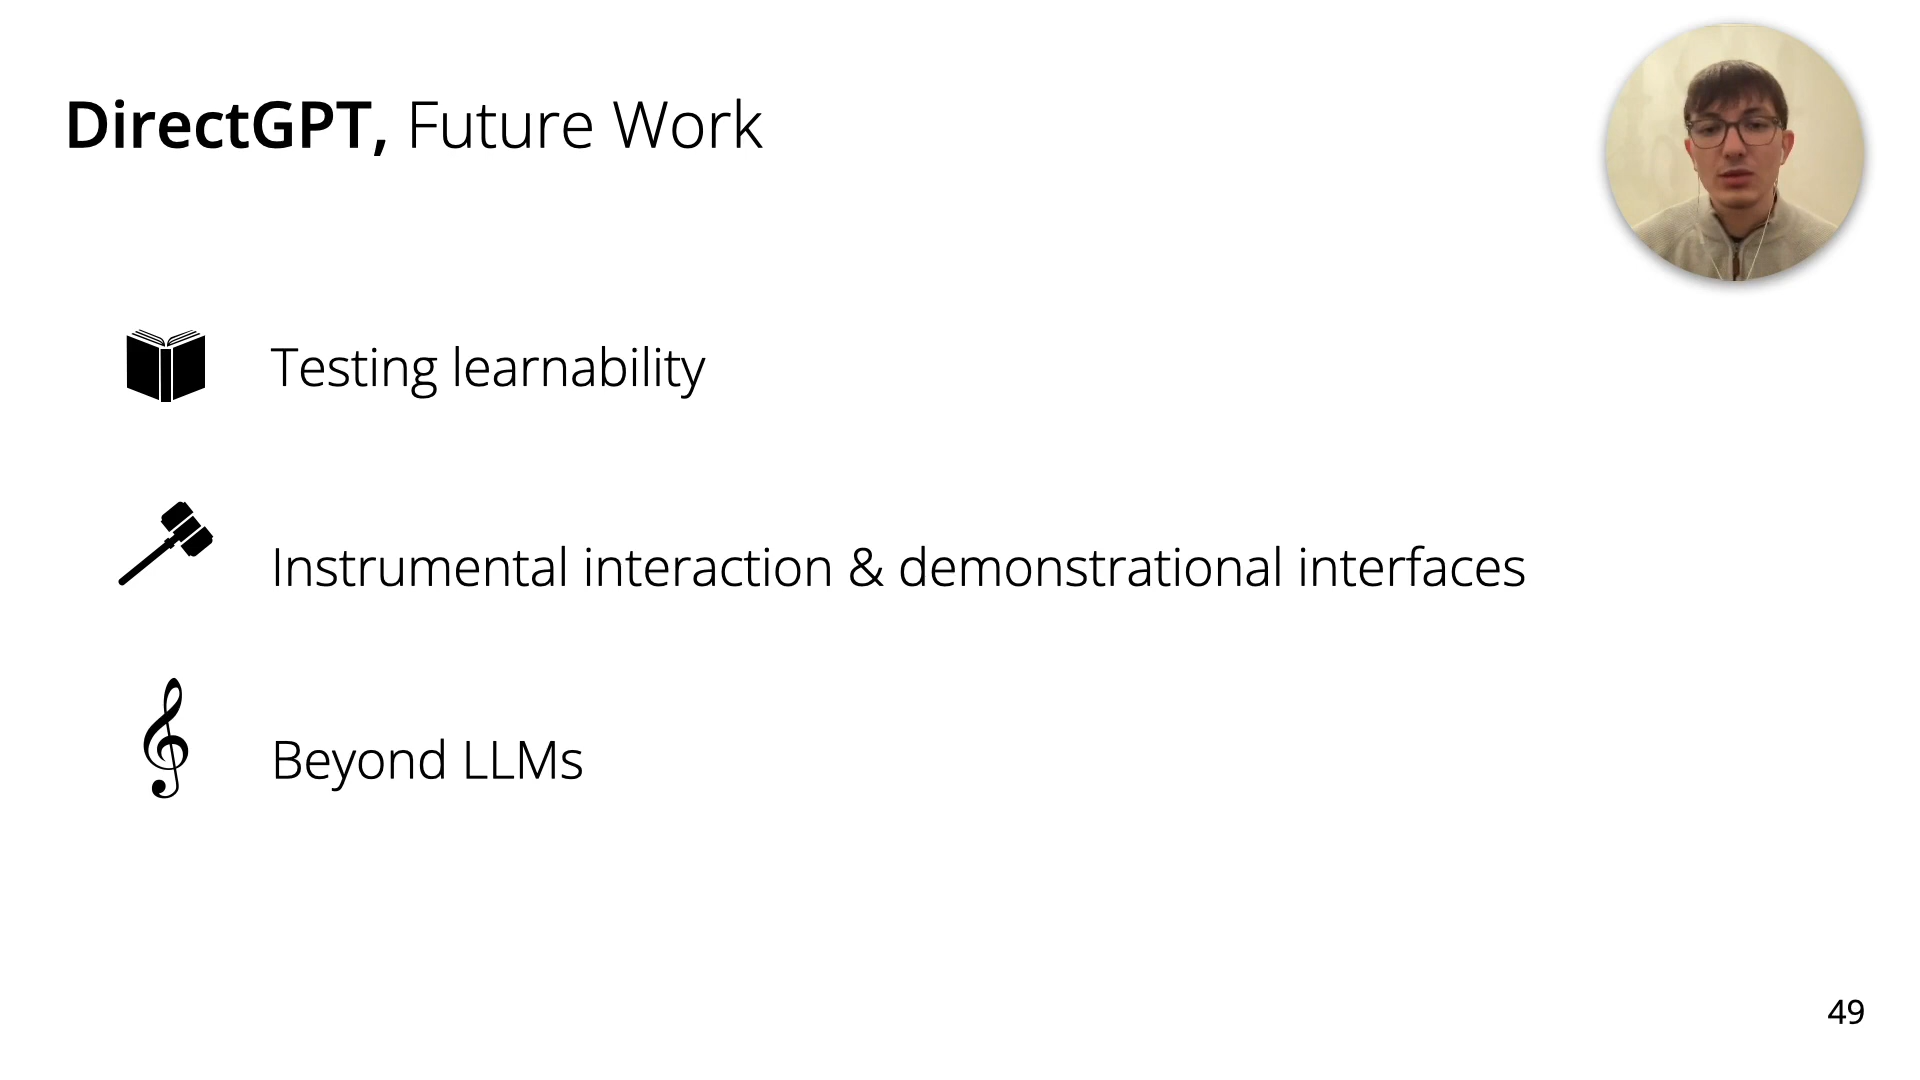 DirectGPT, Future Work
Testing learnability
Instrumental interaction & demonstrational interfaces
Beyond LLMs
49